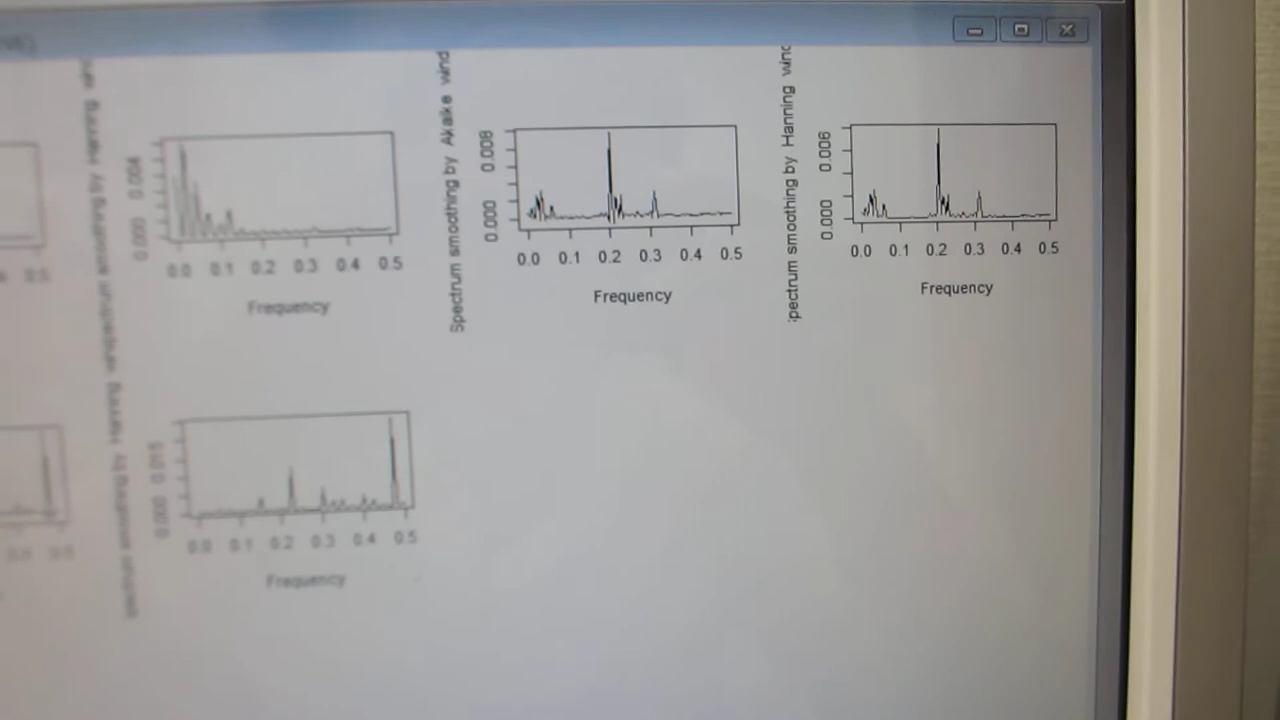 0.000 0.004
0.0 0.1 0.2 0.3 0.4 0.5
Frequency
Spectrum smoothing by Akaike wind
0.000 0.008
0.0 0.1 0.2 0.3 0.4 0.5
Frequency
pectrum smoothing by Hanning wind
0.000 0.006
0.0 0.1 0.2 0.3 0.4 0.5
Frequency
0.000 0.015
0.0 0.1 0.2 0.3 0.4 0.5
Frequency